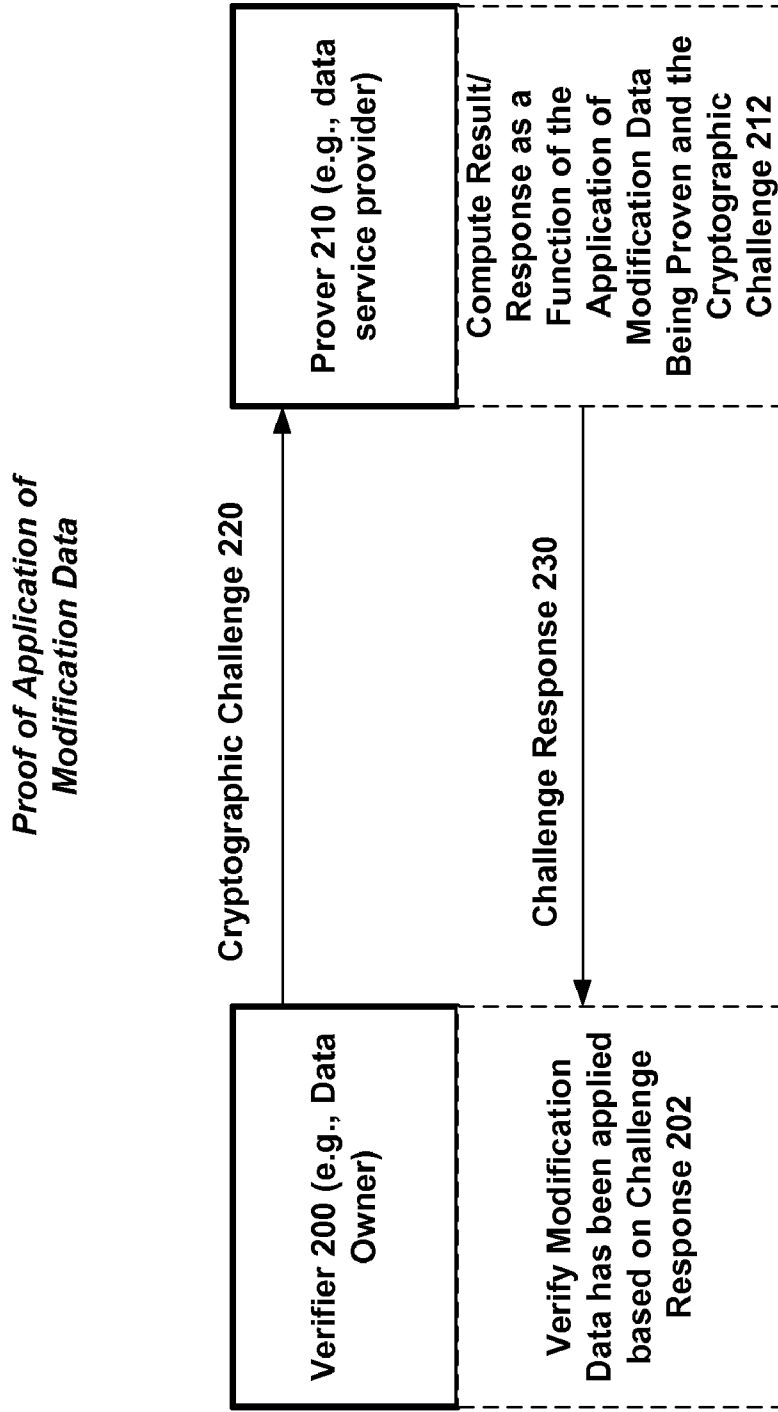 Proof of Application of
Modification Data
Verifier 200 (e.g., Data
Owner)
Cryptographic Challenge 220
Prover 210 (e.g., data
service provider)
Verify Modification
Data has been applied
based on Challenge
Response 202
Challenge Response 230
Compute Result/
Response as a
Function of the
Application of
Modification Data
Being Proven and the
Cryptographic
Challenge 212